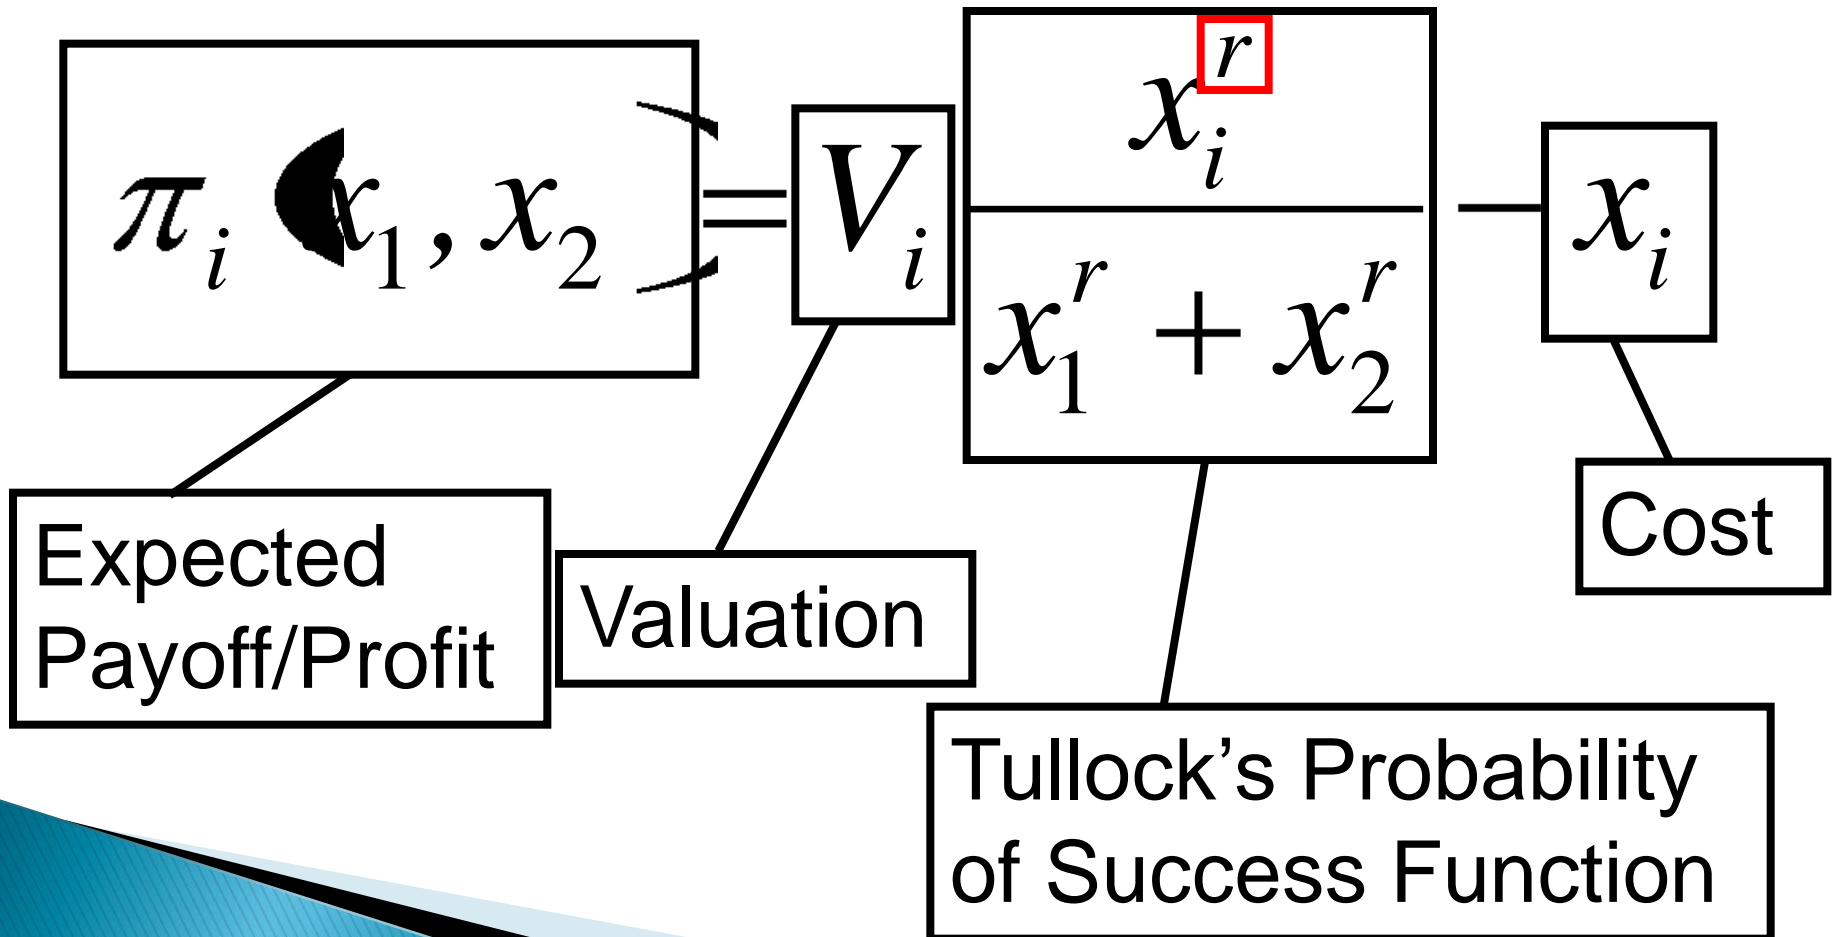 π_i (x_1, x_2) = V_i x_i^r / (x_1^r + x_2^r) − x_i
Expected
Payoff/Profit
Valuation
Cost
Tullock’s Probability
of Success Function